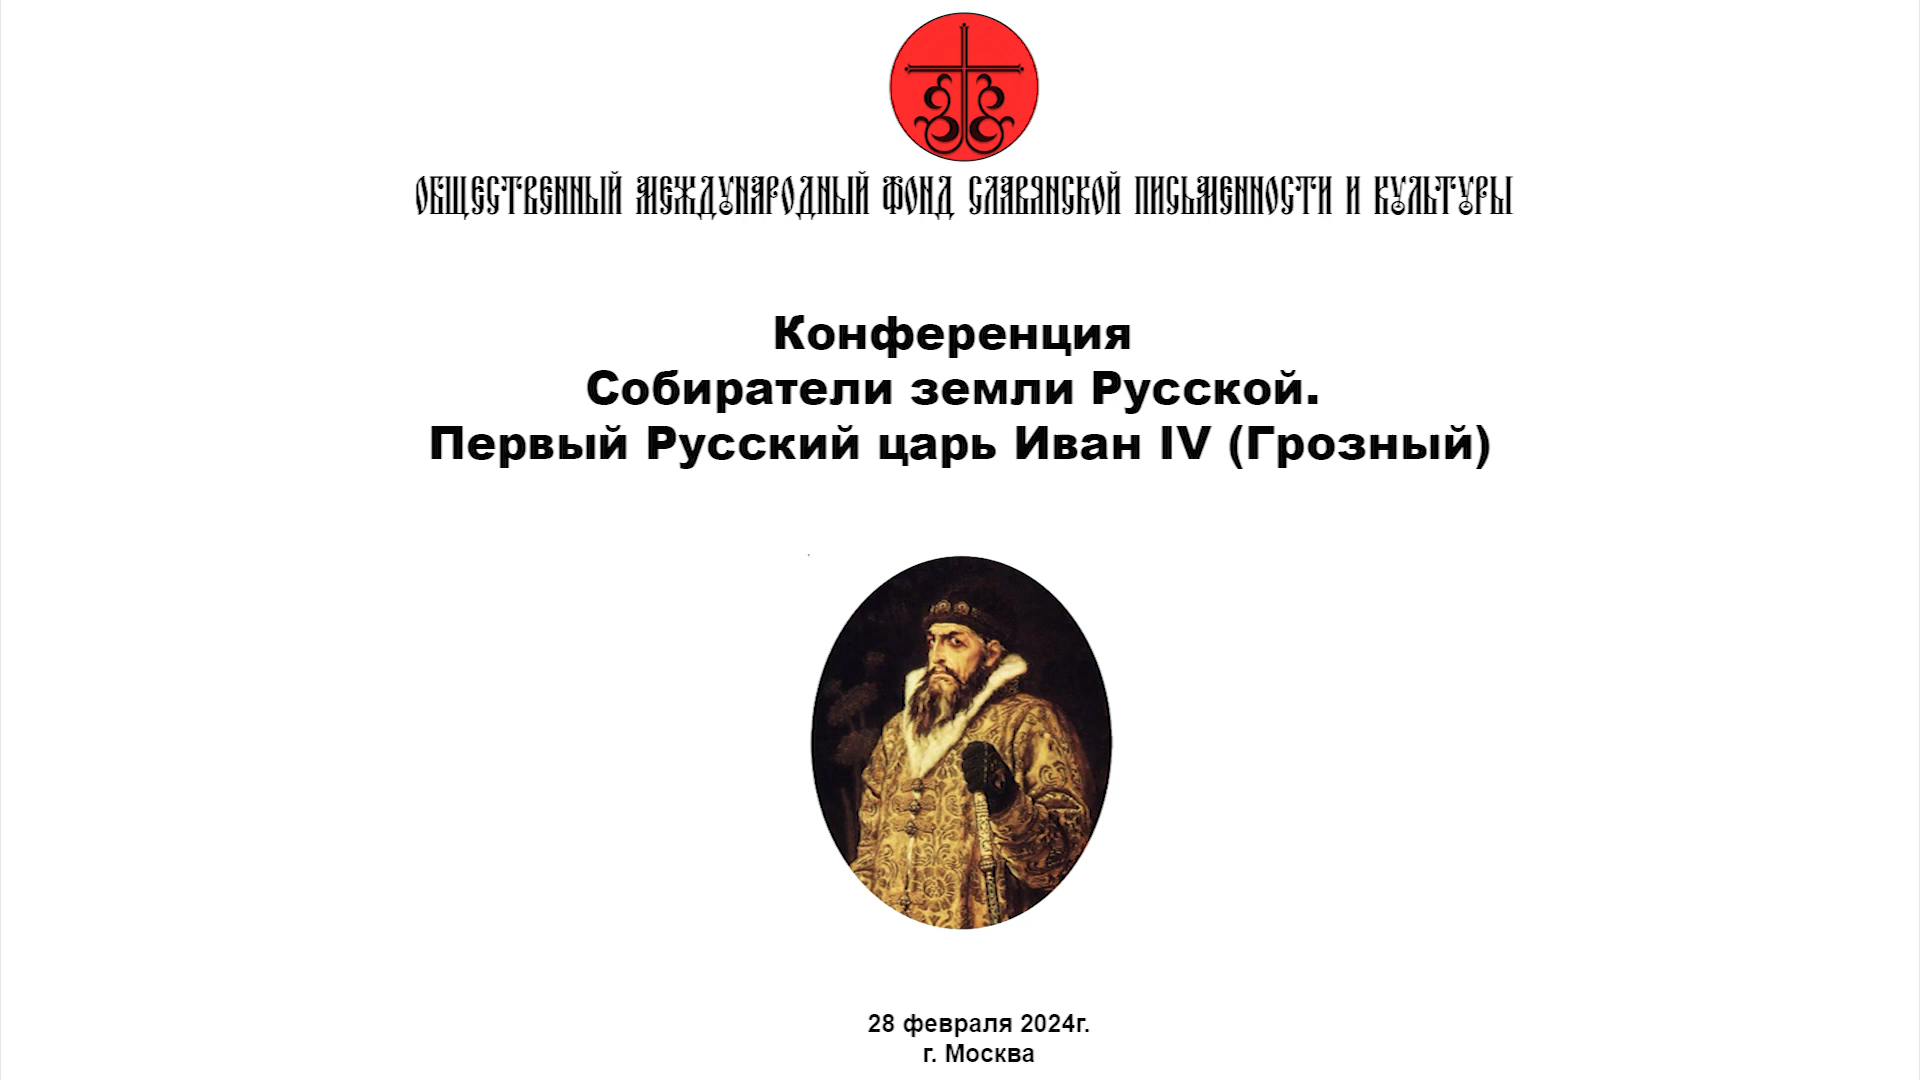 ОБЩЕСТВЕННЫЙ МЕЖДУНАРОДНЫЙ ФОНД СЛАВЯНСКОЙ ПИСЬМЕННОСТИ И КУЛЬТУРЫ
Конференция
Собиратели земли Русской.
Первый Русский царь Иван IV (Грозный)
28 февраля 2024г.
г. Москва